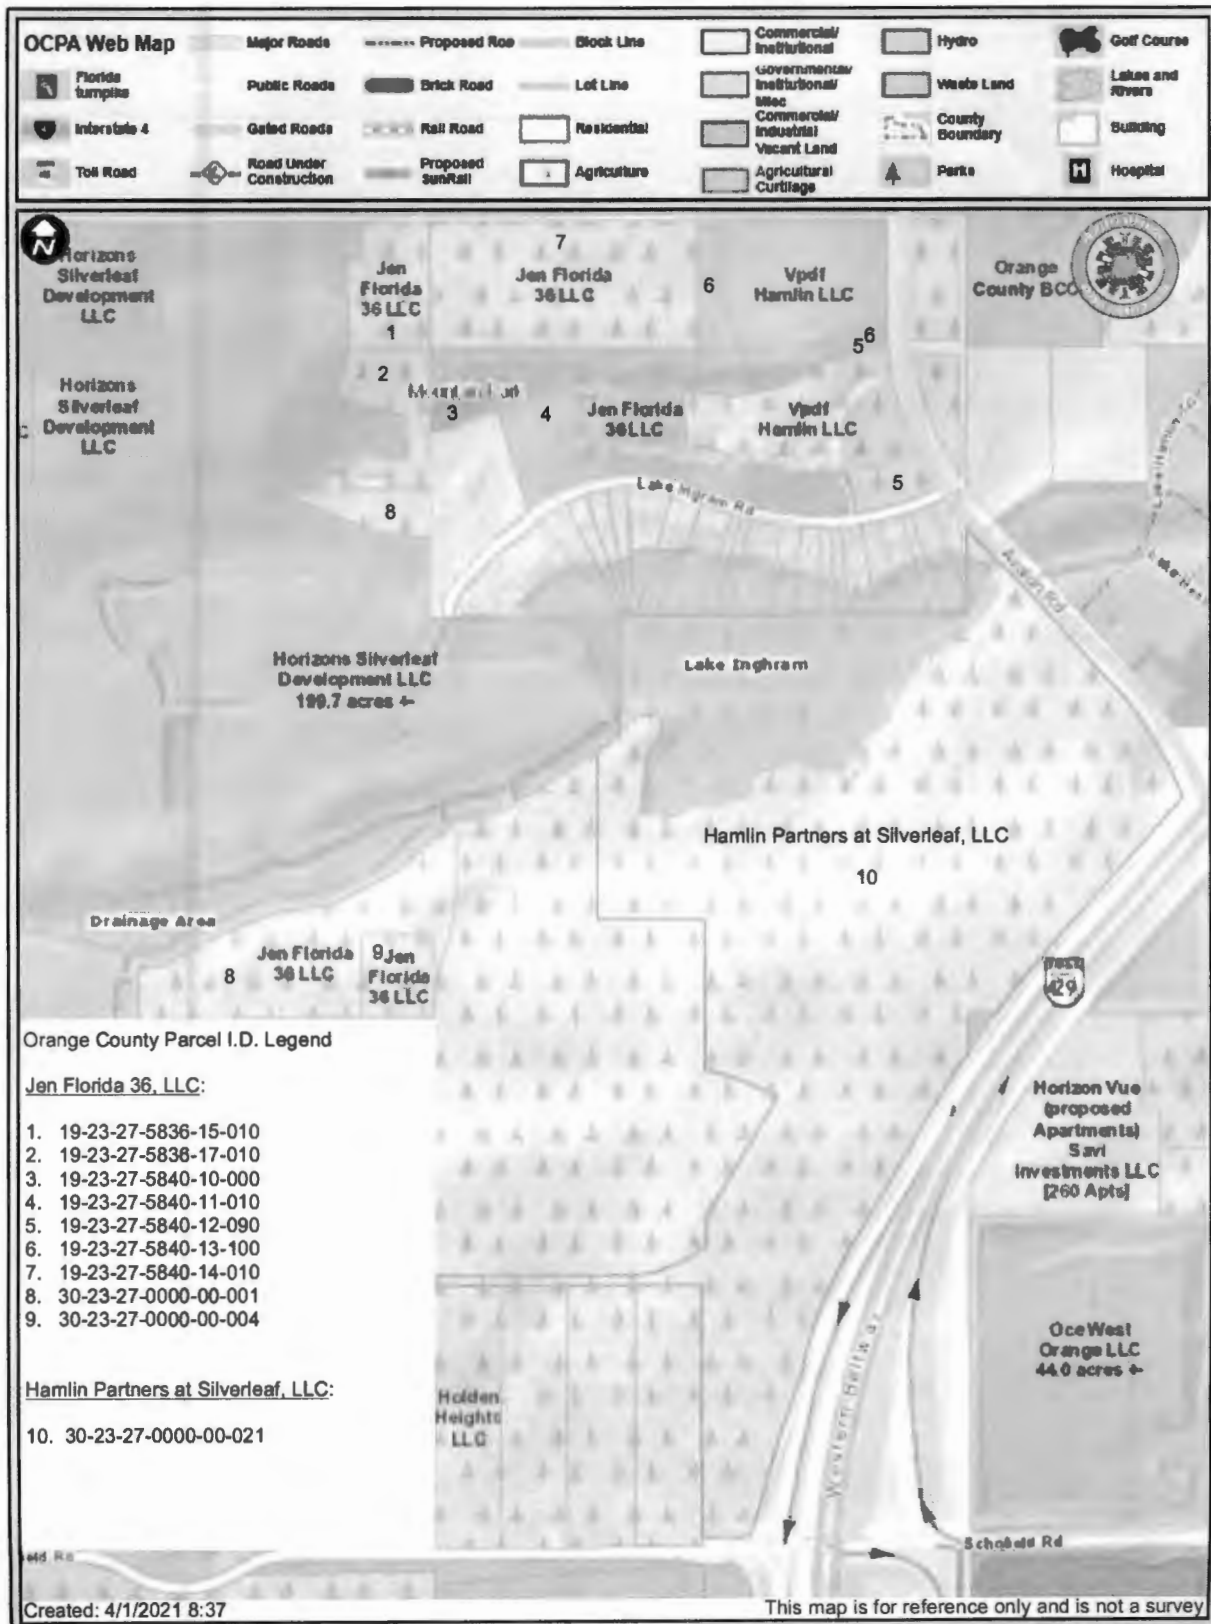 OCPA Web Map
Major Roads
Proposed Roa
Block Line
Commercial/
Institutional
Hydro
Golf Course
Florida
turnpike
Public Roads
Brick Road
Lot Line
Governmental/
Institutional/
Misc
Waste Land
Lakes and
Rivers
Interstate 4
Gated Roads
Rail Road
Residential
Commercial/
Industrial
Vacant Land
County
Boundary
Building
Toll Road
Road Under
Construction
Proposed
SunRail
Agriculture
Agricultural
Curtilage
Parks
H
Hospital
N
Horizons
Silverleaf
Development
LLC
Jen
Florida
36 LLC
1
7
Jen Florida
36 LLC
6
Vpdf
Hamlin LLC
5 6
Orange
County BCC
Horizons
Silverleaf
Development
LLC
2
3
4
Jen Florida
36 LLC
Vpdf
Hamlin LLC
8
Lake Ingram Rd
5
Avalon Rd
Horizons Silverleaf
Development LLC
199.7 acres +-
Lake Inghram
Hamlin Partners at Silverleaf, LLC
10
Drainage Area
8
Jen Florida
36 LLC
9
Jen
Florida
36 LLC
429
Orange County Parcel I.D. Legend
Jen Florida 36, LLC:
1. 19-23-27-5836-15-010
2. 19-23-27-5836-17-010
3. 19-23-27-5840-10-000
4. 19-23-27-5840-11-010
5. 19-23-27-5840-12-090
6. 19-23-27-5840-13-100
7. 19-23-27-5840-14-010
8. 30-23-27-0000-00-001
9. 30-23-27-0000-00-004
Hamlin Partners at Silverleaf, LLC:
10. 30-23-27-0000-00-021
Horizon Vue
(proposed
Apartments)
Savi
Investments LLC
[260 Apts]
OceWest
Orange LLC
44.0 acres +-
Holden
Heights
LLC
Western Beltway
Schofield Rd
Created: 4/1/2021 8:37
This map is for reference only and is not a survey